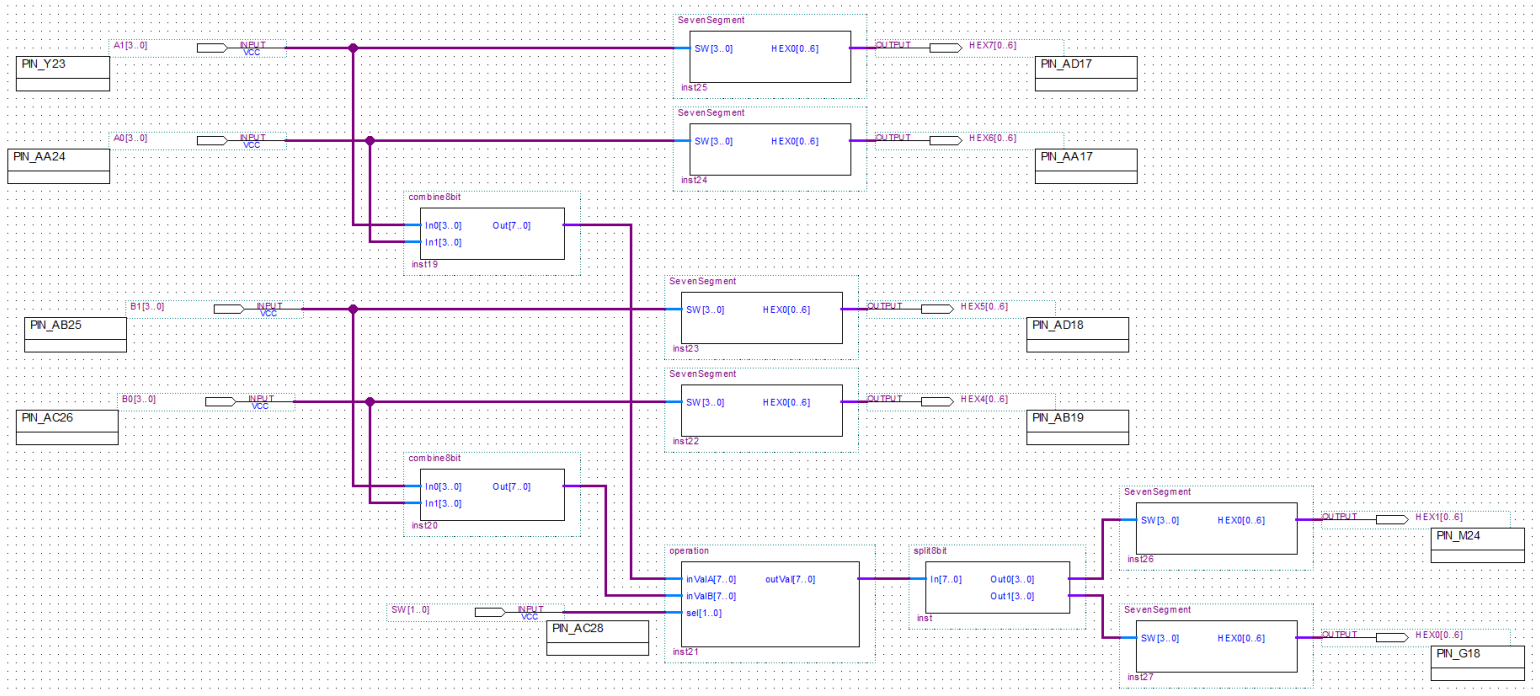 SevenSegment
A1[3..0] INPUT VCC SW[3..0] HEX0[0..6] OUTPUT HEX7[0..6]
PIN_Y23 PIN_AD17
inst25
SevenSegment
A0[3..0] INPUT VCC SW[3..0] HEX0[0..6] OUTPUT HEX6[0..6]
PIN_AA24 PIN_AA17
inst24
combine8bit
In0[3..0] Out[7..0]
In1[3..0]
inst19
SevenSegment
B1[3..0] INPUT VCC SW[3..0] HEX0[0..6] OUTPUT HEX5[0..6]
PIN_AB25 PIN_AD18
inst23
SevenSegment
B0[3..0] INPUT VCC SW[3..0] HEX0[0..6] OUTPUT HEX4[0..6]
PIN_AC26 PIN_AB19
inst22
combine8bit
In0[3..0] Out[7..0]
In1[3..0]
inst20
SevenSegment
SW[3..0] HEX0[0..6] OUTPUT HEX1[0..6]
PIN_M24
inst26
operation
inValA[7..0] outVal[7..0]
inValB[7..0]
sel[1..0]
inst21
SW[1..0] INPUT VCC
PIN_AC28
split8bit
In[7..0] Out0[3..0]
Out1[3..0]
inst
SevenSegment
SW[3..0] HEX0[0..6] OUTPUT HEX0[0..6]
PIN_G18
inst27